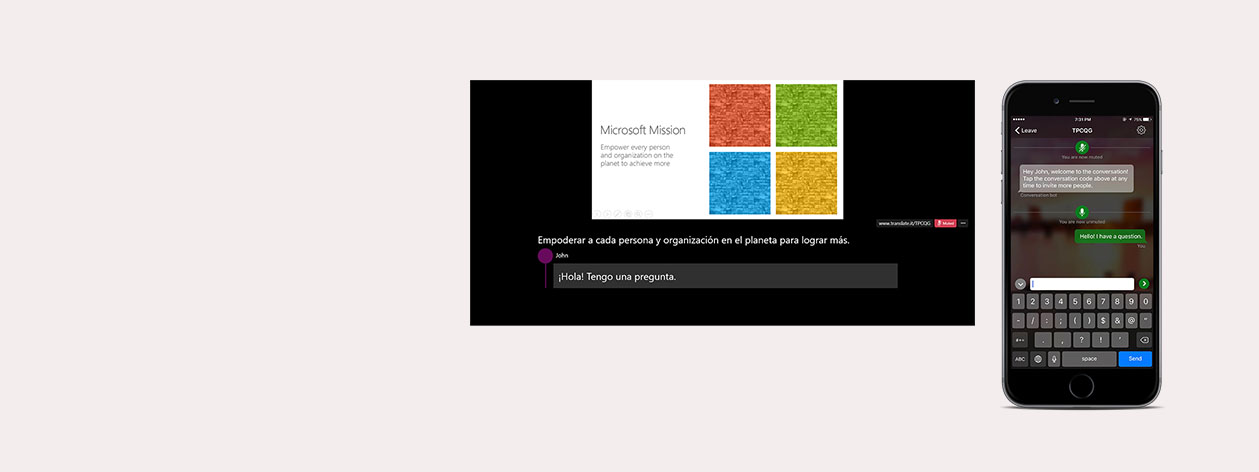 Microsoft Mission
Empower every person
and organization on the
planet to achieve more
www.translate.it/TPCQG
Muted
Empoderar a cada persona y organización en el planeta para lograr más.
John
¡Hola! Tengo una pregunta.
7:31 PM
75%
Leave
TPCQG
You are now muted
Hey John, welcome to the conversation!
Tap the conversation code above at any
time to invite more people.
Conversation bot
You are now unmuted
Hello! I have a question.
You
1 2 3 4 5 6 7 8 9 0
- / : ; ( ) $ & @ "
#+= . , ? ! '
ABC space Send